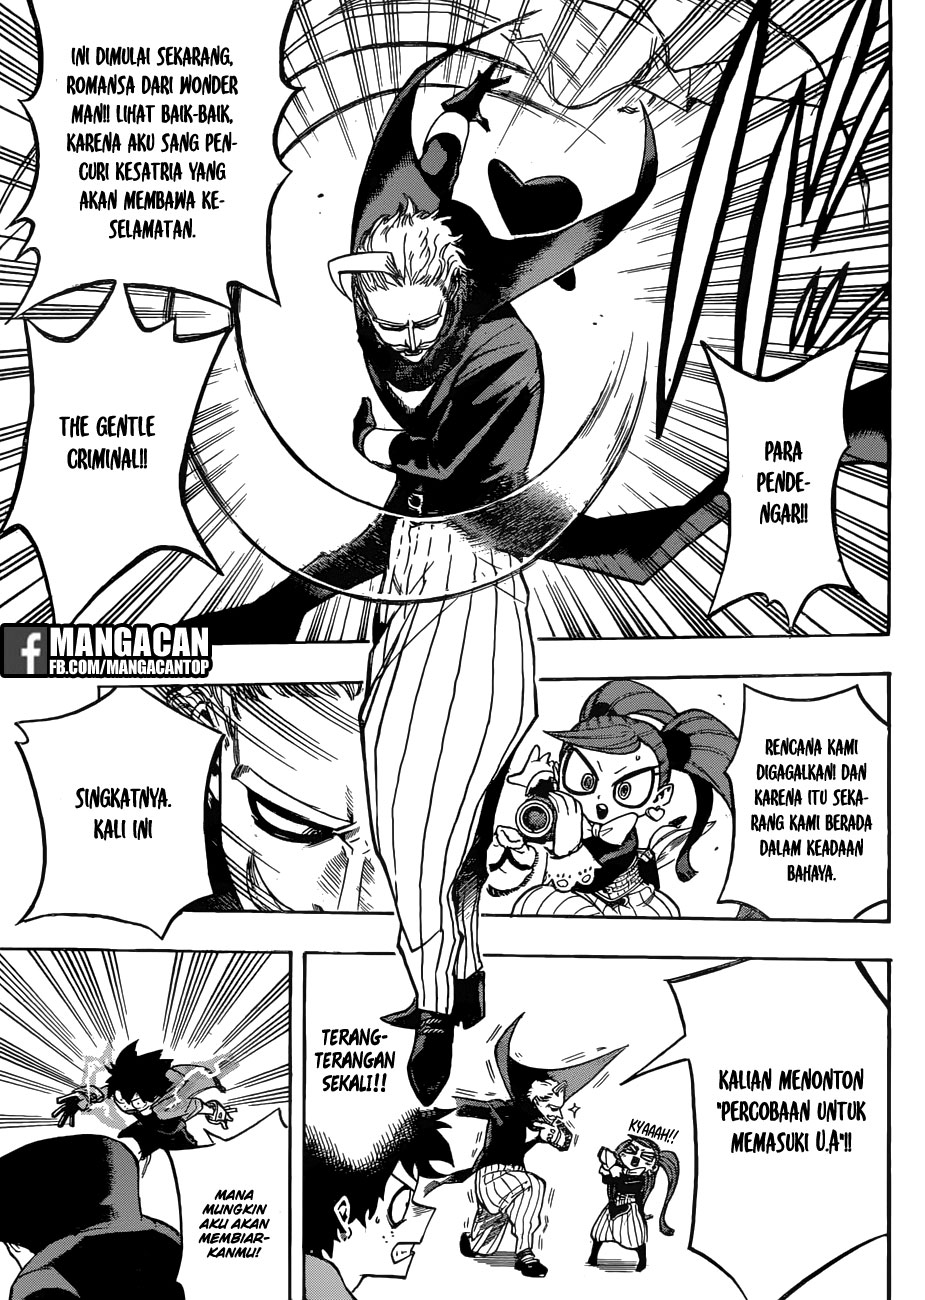 PARA
PENDE-
NGAR!!
INI DIMULAI SEKARANG,
ROMANSA DARI WONDER
MAN!! LIHAT BAIK-BAIK,
KARENA AKU SANG PEN-
CURI KESATRIA YANG
AKAN MEMBAWA KE-
SELAMATAN.
THE GENTLE
CRIMINAL!!
MANGACAN
FB.COM/MANGACANTOP
RENCANA KAMI
DIGAGALKAN! DAN
KARENA ITU SEKA-
RANG KAMI BERADA
DALAM KEADAAN
BAHAYA.
SINGKATNYA.
KALI INI
KALIAN MENONTON
"PERCOBAAN UNTUK
MEMASUKI U.A"!!
KYAAAH!!
TERANG-
TERANGAN
SEKALI!!
MANA
MUNGKIN
AKU AKAN
MEMBIAR-
KANMU!